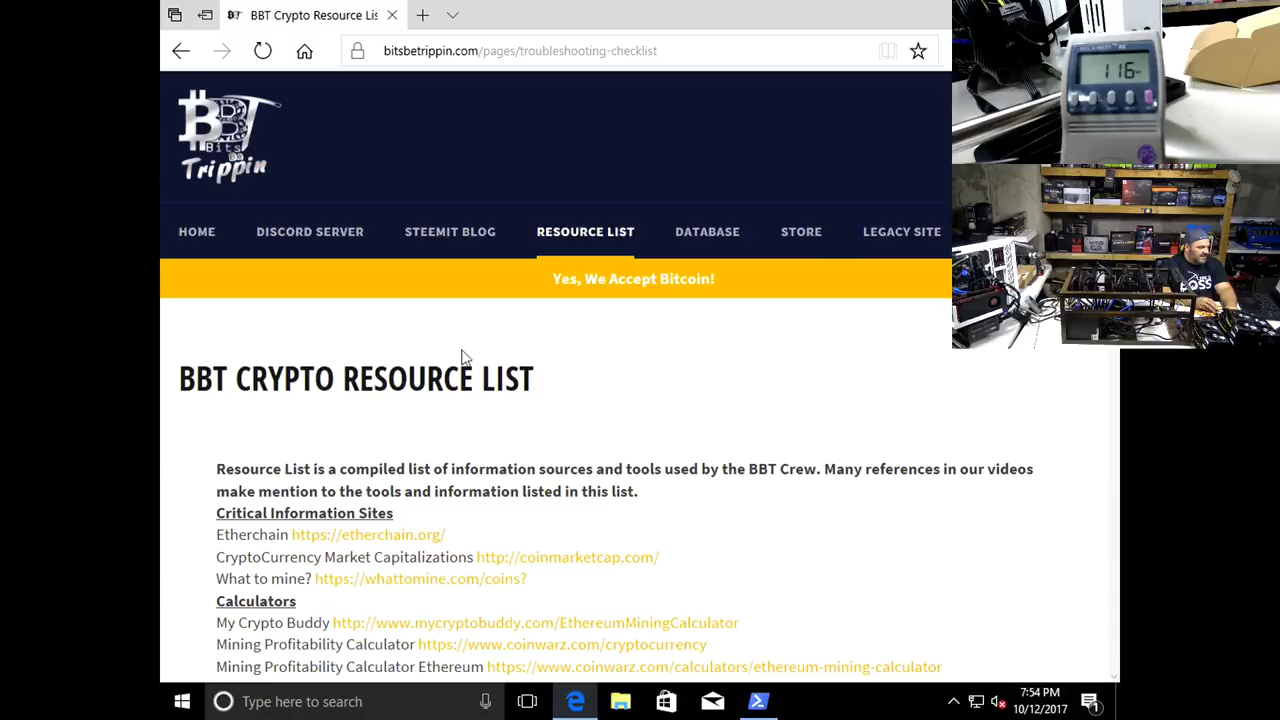 BBT Crypto Resource Lis
bitsbetrippin.com/pages/troubleshooting-checklist
BBT
Bits
Be
Trippin
HOME DISCORD SERVER STEEMIT BLOG RESOURCE LIST DATABASE STORE LEGACY SITE
Yes, We Accept Bitcoin!
BBT CRYPTO RESOURCE LIST
Resource List is a compiled list of information sources and tools used by the BBT Crew. Many references in our videos
make mention to the tools and information listed in this list.
Critical Information Sites
Etherchain https://etherchain.org/
CryptoCurrency Market Capitalizations http://coinmarketcap.com/
What to mine? https://whattomine.com/coins?
Calculators
My Crypto Buddy http://www.mycryptobuddy.com/EthereumMiningCalculator
Mining Profitability Calculator https://www.coinwarz.com/cryptocurrency
Mining Profitability Calculator Ethereum https://www.coinwarz.com/calculators/ethereum-mining-calculator
Type here to search
7:54 PM
10/12/2017
1
116
BOSS